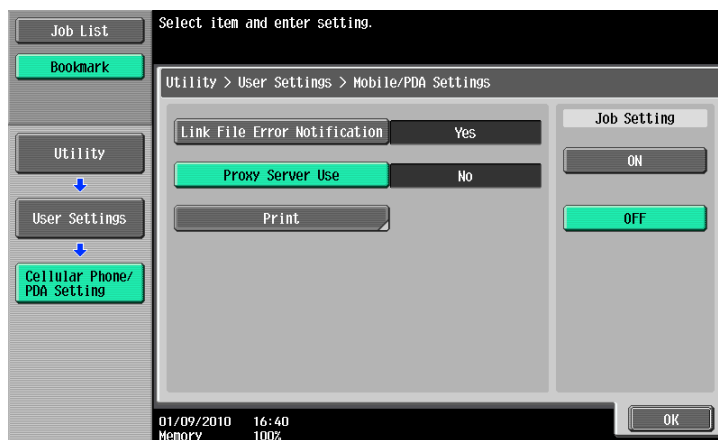 Job List
Bookmark
Utility
User Settings
Cellular Phone/
PDA Setting
Select item and enter setting.
Utility > User Settings > Mobile/PDA Settings
Link File Error Notification Yes
Proxy Server Use No
Print
Job Setting
ON
OFF
01/09/2010 16:40
Memory 100%
OK